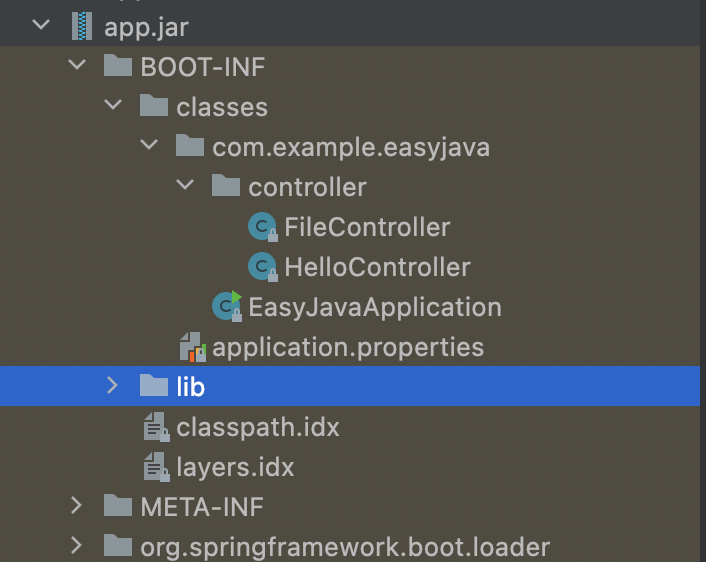 app.jar
BOOT-INF
classes
com.example.easyjava
controller
FileController
HelloController
EasyJavaApplication
application.properties
lib
classpath.idx
layers.idx
META-INF
org.springframework.boot.loader